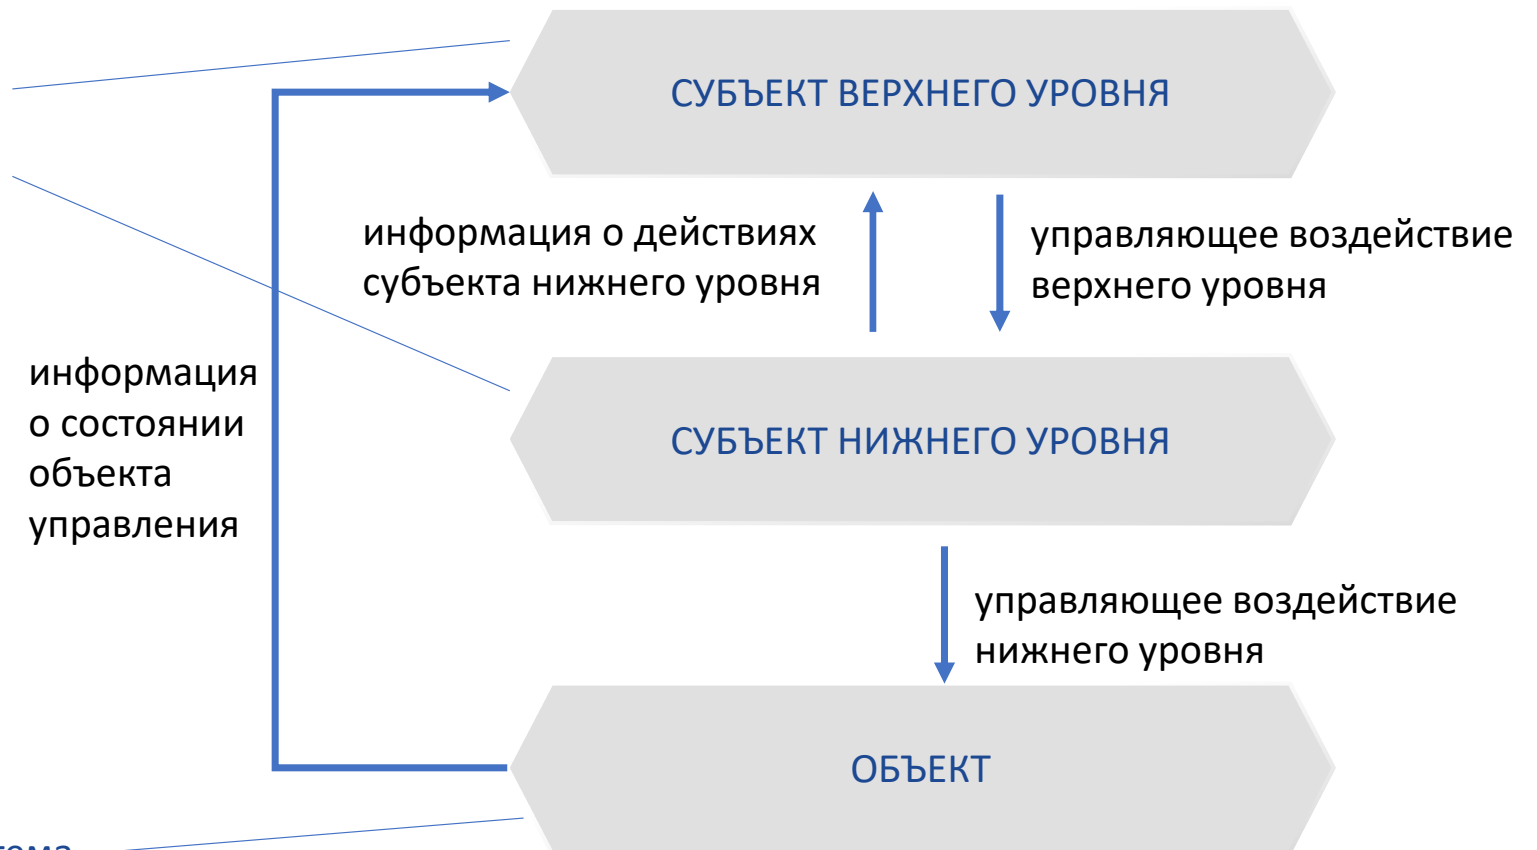 СУБЪЕКТ ВЕРХНЕГО УРОВНЯ
информация о действиях
субъекта нижнего уровня
управляющее воздействие
верхнего уровня
информация
о состоянии
объекта
управления
СУБЪЕКТ НИЖНЕГО УРОВНЯ
управляющее воздействие
нижнего уровня
ОБЪЕКТ